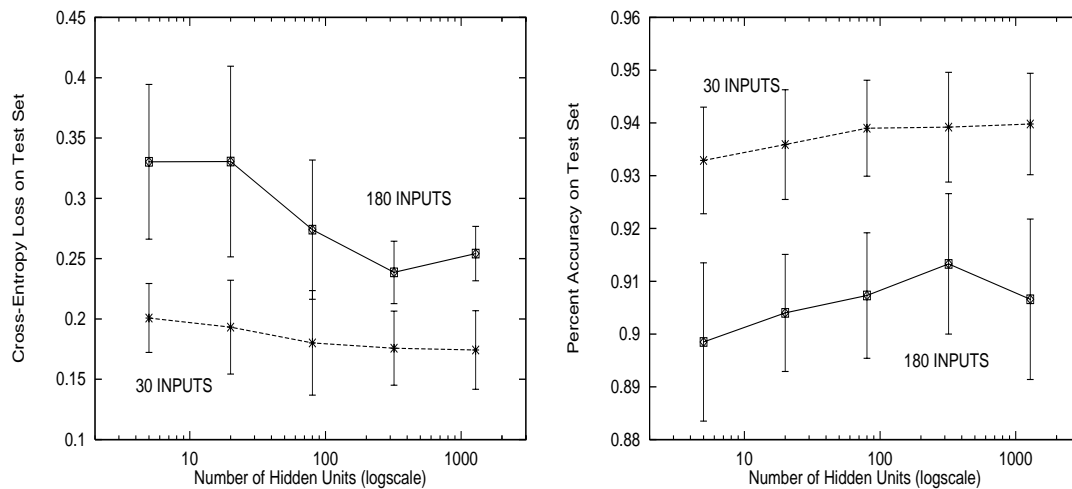 Cross-Entropy Loss on Test Set
0.45
0.4
0.35
0.3
0.25
0.2
0.15
0.1
180 INPUTS
30 INPUTS
10
100
1000
Number of Hidden Units (logscale)
Percent Accuracy on Test Set
0.96
0.95
0.94
0.93
0.92
0.91
0.9
0.89
0.88
30 INPUTS
180 INPUTS
10
100
1000
Number of Hidden Units (logscale)